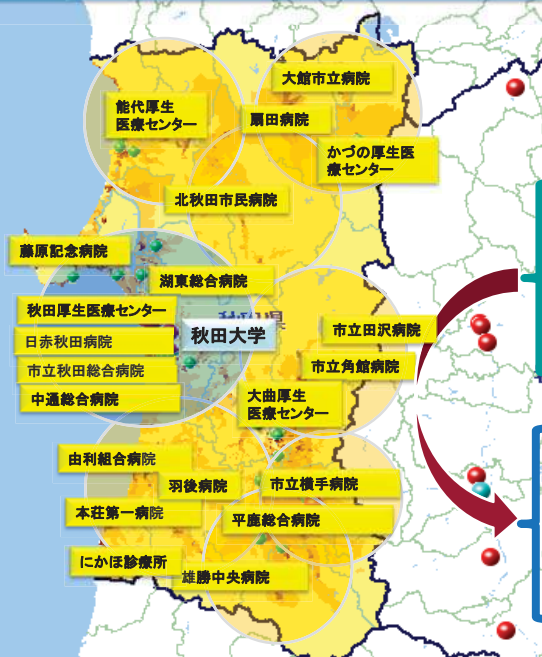 大館市立病院
能代厚生
医療センター
扇田病院
かづの厚生医
療センター
北秋田市民病院
藤原記念病院
湖東総合病院
秋田厚生医療センター
秋田大学
日赤秋田病院
市立秋田総合病院
中通総合病院
市立田沢病院
市立角館病院
大曲厚生
医療センター
由利組合病院
羽後病院
市立横手病院
本荘第一病院
平鹿総合病院
にかほ診療所
雄勝中央病院